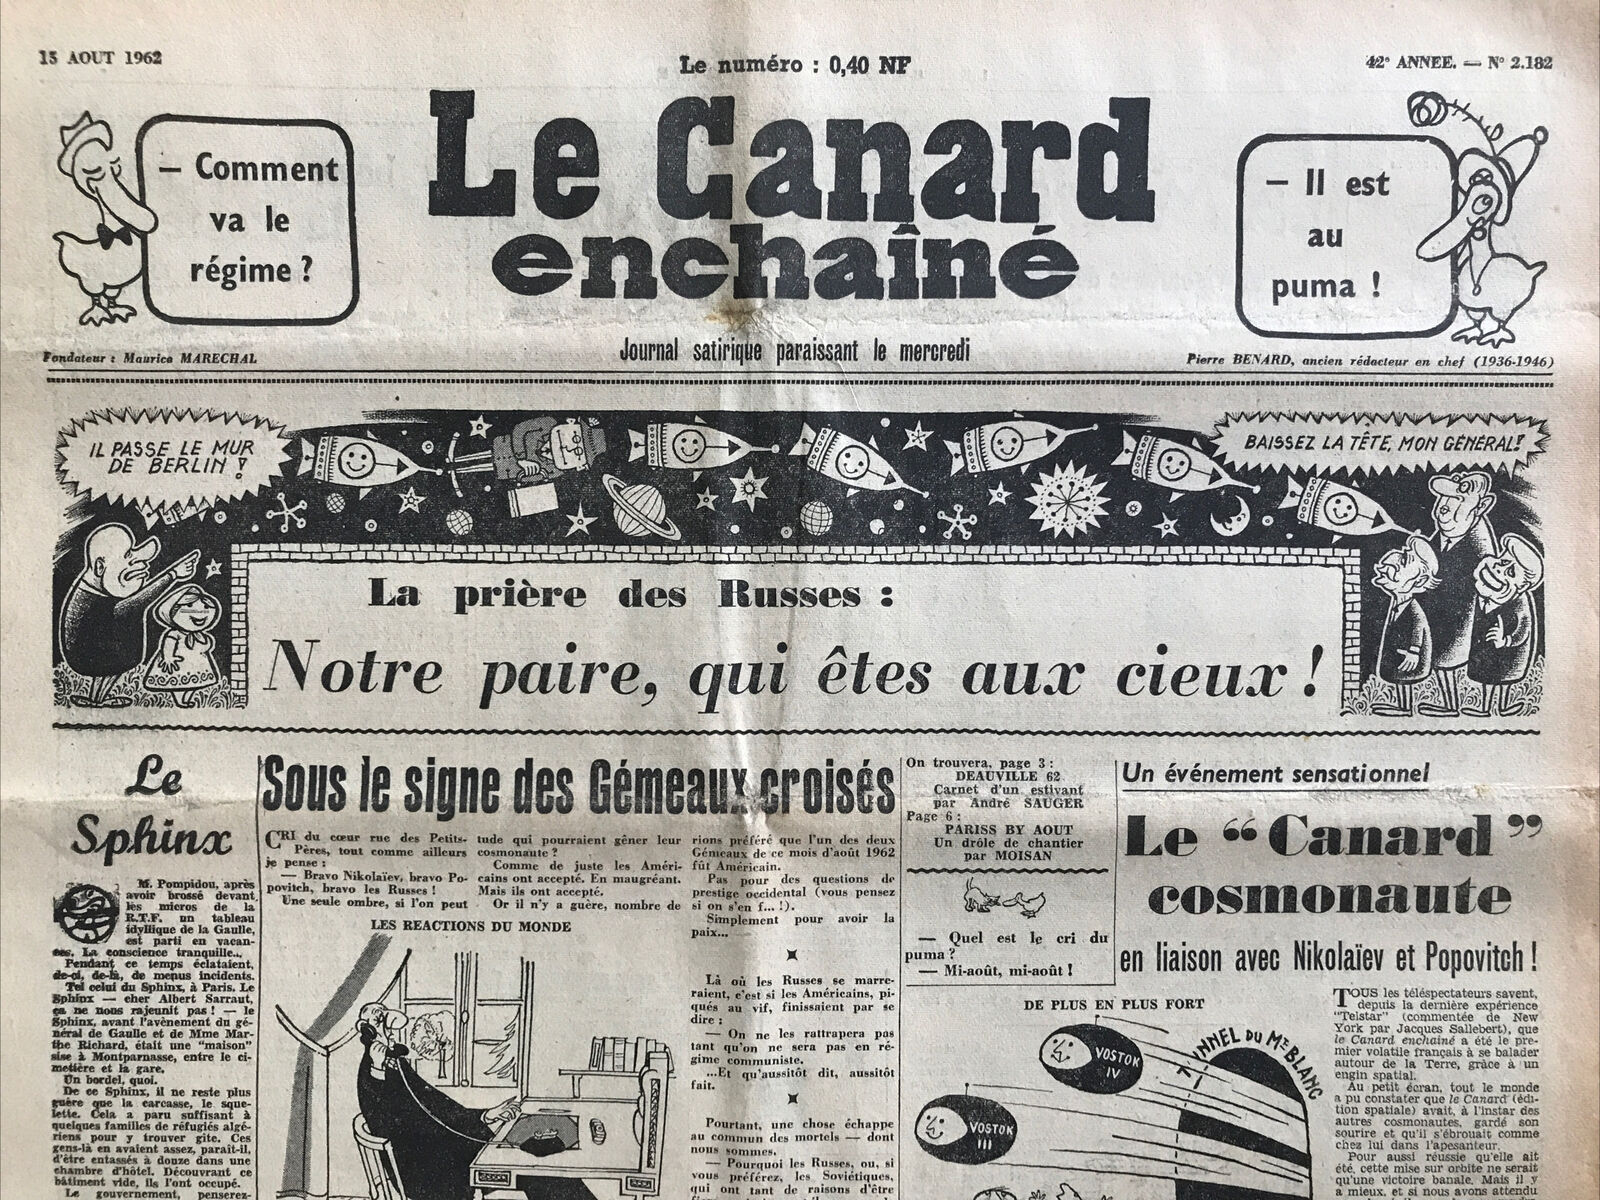 15 AOUT 1962
Le numéro : 0,40 NF
42e ANNEE. — N° 2.182
— Comment
va le
régime ?
Le Canard
enchaîné
— Il est
au
puma !
Fondateur : Maurice MARECHAL
Journal satirique paraissant le mercredi
Pierre BENARD, ancien rédacteur en chef (1936-1946)
IL PASSE LE MUR
DE BERLIN !
BAISSEZ LA TÊTE, MON GÉNÉRAL!
La prière des Russes :
Notre paire, qui êtes aux cieux !
Le
Sphinx
M. Pompidou, après
avoir brossé devant
les micros de la
R.T.F. un tableau
idyllique de la Gaulle,
est parti en vacan-
ces. La conscience tranquille...
Pendant ce temps éclataient,
de-ci, de-là, de menus incidents.
Tel celui du Sphinx, à Paris. Le
Sphinx — cher Albert Sarraut,
ça ne nous rajeunit pas ! — le
Sphinx, avant l'avènement du gé-
néral de Gaulle et de Mme Mar-
the Richard, était une "maison"
sise à Montparnasse, entre le ci-
metière et la gare.
Un bordel, quoi.
De ce Sphinx, il ne reste plus
guère que la carcasse, le sque-
lette. Cela a paru suffisant à
quelques familles de réfugiés algé-
riens pour y trouver gîte. Ces
gens-là en avaient assez, paraît-il,
d'être entassés à douze dans une
chambre d'hôtel. Découvrant ce
bâtiment vide, ils l'ont occupé.
Le gouvernement, penserez-
Sous le signe des Gémeaux croisés
CRI du cœur rue des Petits-
Pères, tout comme ailleurs
je pense :
— Bravo Nikolaïev, bravo Po-
povitch, bravo les Russes !
Une seule ombre, si l'on peut
tude qui pourraient gêner leur
cosmonaute ?
Comme de juste les Améri-
cains ont accepté. En maugréant.
Mais ils ont accepté.
Or il n'y a guère, nombre de
LES REACTIONS DU MONDE
rions préféré que l'un des deux
Gémeaux de ce mois d'août 1962
fût Américain.
Pas pour des questions de
prestige occidental (vous pensez
si on s'en f... !).
Simplement pour avoir la
paix...
Là où les Russes se marre-
raient, c'est si les Américains, pi-
qués au vif, finissaient par se
dire :
— On ne les rattrapera pas
tant qu'on ne sera pas en ré-
gime communiste.
...Et qu'aussitôt dit, aussitôt
fait.
Pourtant, une chose échappe
au commun des mortels — dont
nous sommes.
— Pourquoi les Russes, ou, si
vous préférez, les Soviétiques,
qui ont tant de raisons d'être
On trouvera, page 3 :
DEAUVILLE 62
Carnet d'un estivant
par André SAUGER
Page 6 :
PARISS BY AOUT
Un drôle de chantier
par MOISAN
— Quel est le cri du
puma ?
— Mi-août, mi-août !
Un événement sensationnel
Le “Canard”
cosmonaute
en liaison avec Nikolaïev et Popovitch !
DE PLUS EN PLUS FORT
VOSTOK
IV
VOSTOK
III
NNEL DU Mt BLANC
TOUS les téléspectateurs savent,
depuis la dernière expérience
"Telstar" (commentée de New
York par Jacques Sallebert), que
le Canard enchaîné a été le pre-
mier volatile français à se balader
autour de la Terre, grâce à un
engin spatial.
Au petit écran, tout le monde
a pu constater que le Canard (édi-
tion spatiale) avait, à l'instar des
autres cosmonautes, gardé son
sourire et qu'il s'ébrouait comme
chez lui dans l'apesanteur.
Pour aussi réussie qu'elle ait
été, cette mise sur orbite ne serait
qu'une victoire banale. Mais il y
a mieux, et si nous avons attendu